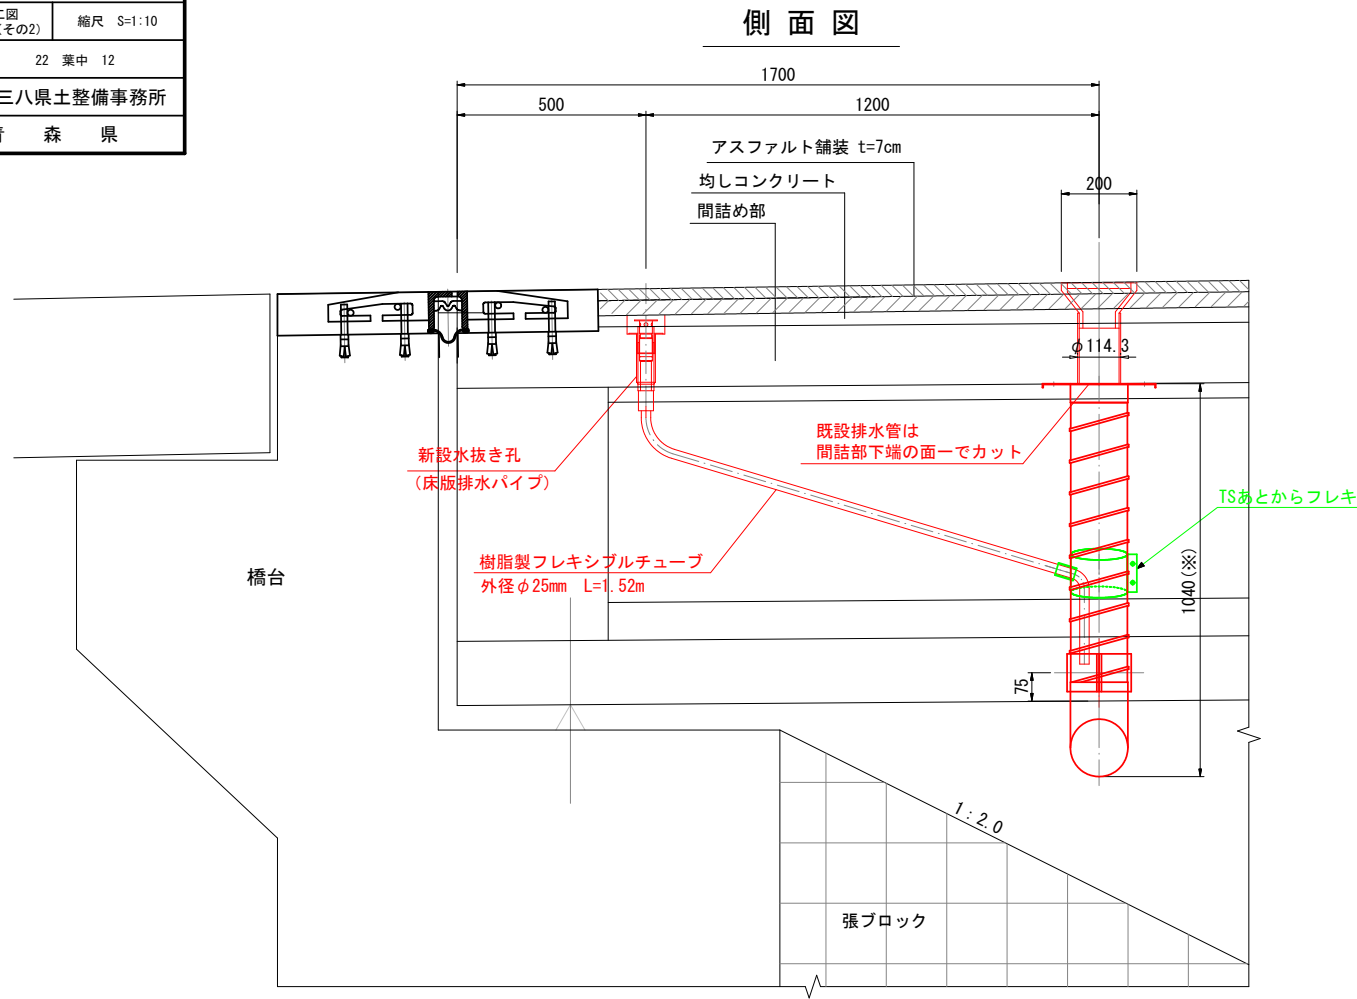 側面図
工図
(その2)
縮尺 S=1:10
22 葉中 12
三八県土整備事務所
青森県
1700
500
1200
アスファルト舗装 t=7cm
均しコンクリート
間詰め部
200
φ114.3
既設排水管は
間詰部下端の面一でカット
新設水抜き孔
(床版排水パイプ)
TSあとからフレキ
樹脂製フレキシブルチューブ
外径φ25mm L=1.52m
橋台
1040(※)
75
1:2.0
張ブロック